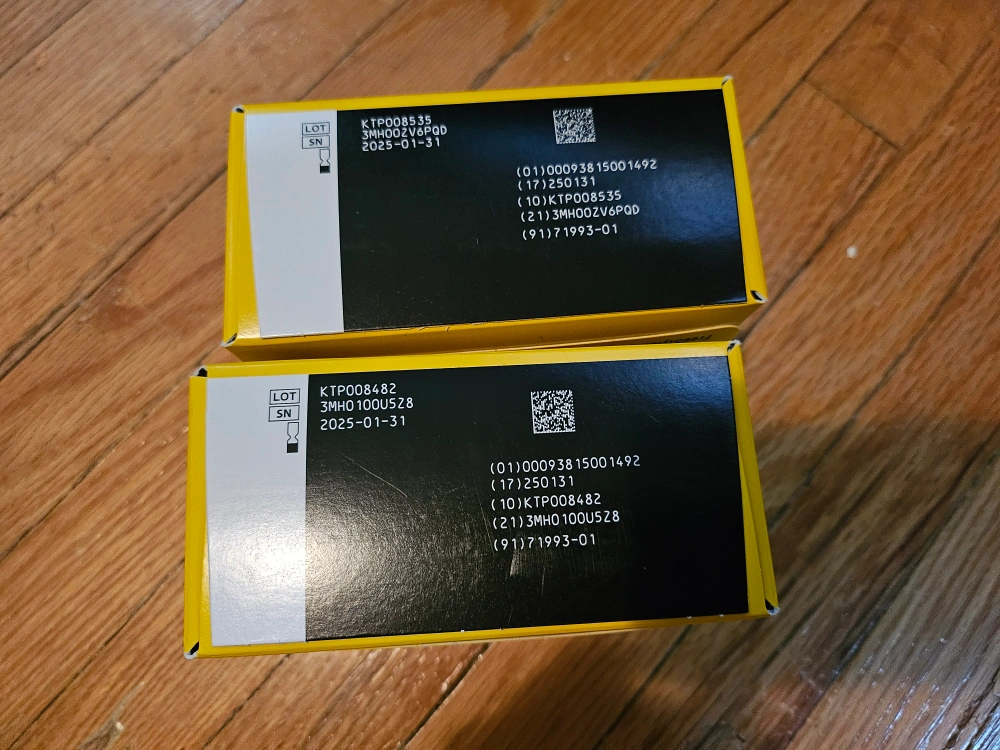 LOT
SN
KTP008535
3MH00ZV6PQD
2025-01-31
(01)00093815001492
(17)250131
(10)KTP008535
(21)3MH00ZV6PQD
(91)71993-01
LOT
SN
KTP008482
3MH0100U5Z8
2025-01-31
(01)00093815001492
(17)250131
(10)KTP008482
(21)3MH0100U5Z8
(91)71993-01